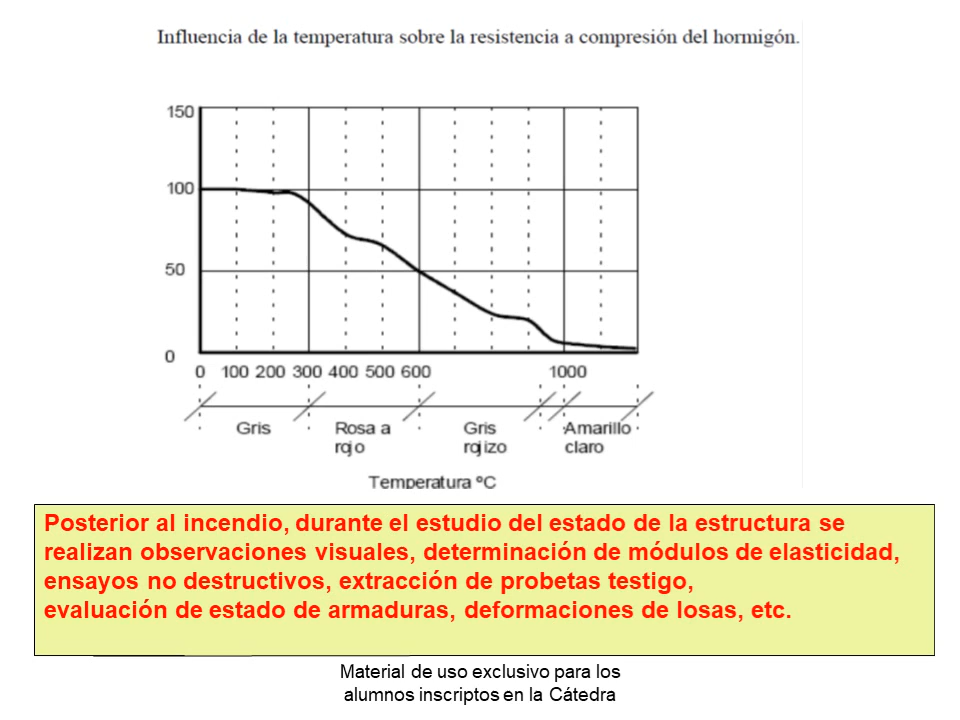 Influencia de la temperatura sobre la resistencia a compresión del hormigón.
150
100
50
0
0 100 200 300 400 500 600 1000
Gris Rosa a Gris Amarillo
rojo rojizo claro
Temperatura ºC
Posterior al incendio, durante el estudio del estado de la estructura se
realizan observaciones visuales, determinación de módulos de elasticidad,
ensayos no destructivos, extracción de probetas testigo,
evaluación de estado de armaduras, deformaciones de losas, etc.
Material de uso exclusivo para los
alumnos inscriptos en la Cátedra